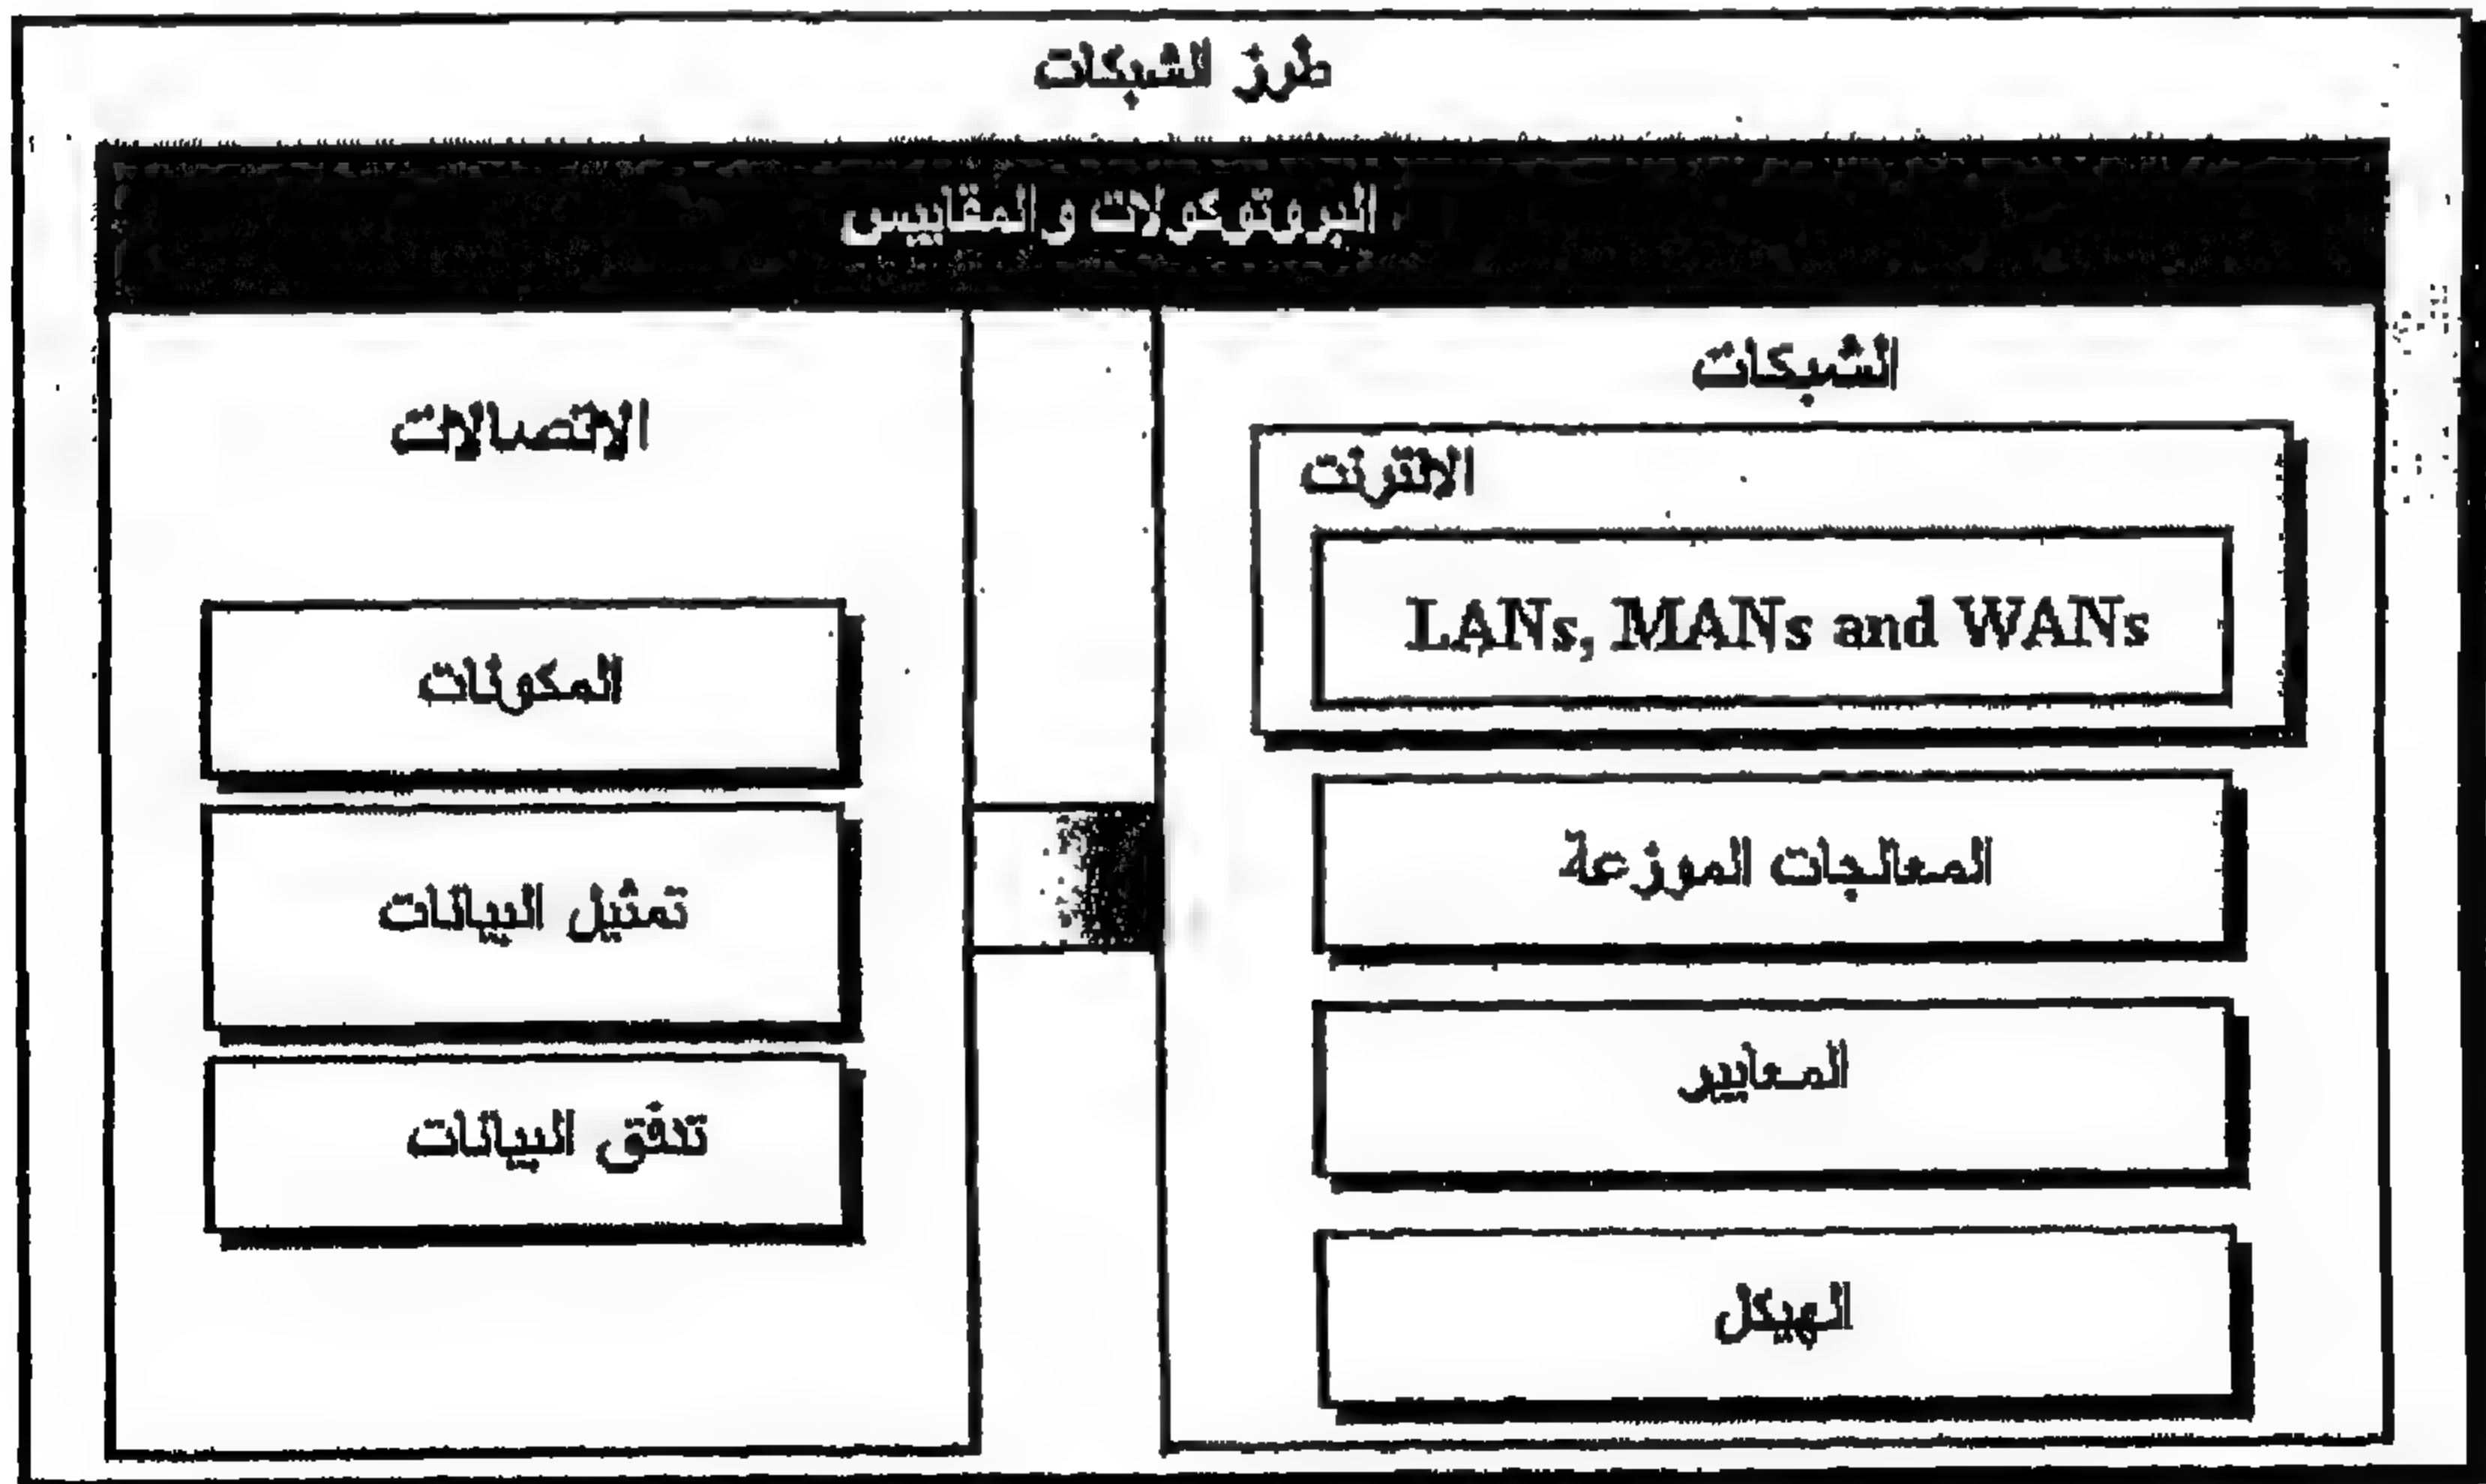 طرز الشبكات
البروتوكولات والمقاييس
الشبكات
الانترنت
LANs, MANs and WANs
المعالجات الموزعة
المعايير
الهيكل
الاتصالات
المكونات
تمثيل البيانات
تدفق البيانات